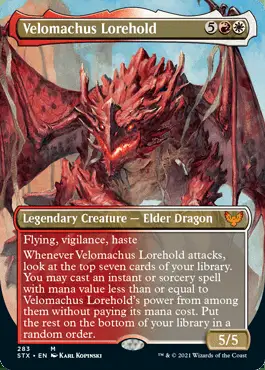 Velomachus Lorehold 5
Legendary Creature — Elder Dragon
Flying, vigilance, haste
Whenever Velomachus Lorehold attacks,
look at the top seven cards of your library.
You may cast an instant or sorcery spell
with mana value less than or equal to
Velomachus Lorehold's power from among
them without paying its mana cost. Put
the rest on the bottom of your library in a
random order.
5/5
283 M
STX • EN KARL KOPINSKI
™ & © 2021 Wizards of the Coast